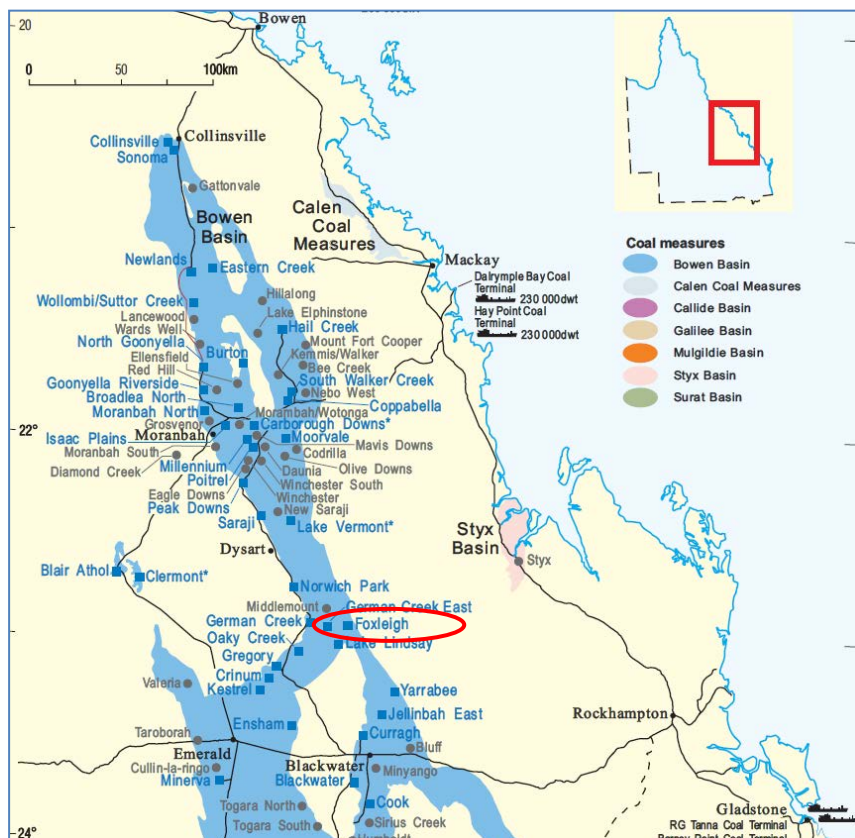 20
Bowen
0 50 100km
Collinsville
Collinsville
Sonoma
Gattonvale
Bowen
Basin
Calen
Coal
Measures
Mackay
Dalrymple Bay Coal
Terminal
230 000dwt
Hay Point Coal
Terminal
230 000dwt
Coal measures
Bowen Basin
Calen Coal Measures
Callide Basin
Galilee Basin
Mulgildie Basin
Styx Basin
Surat Basin
Newlands
Eastern Creek
Wollombi/Suttor Creek
Hillalong
Lancewood
Lake Elphinstone
Wards Well
Hail Creek
North Goonyella
Mount Fort Cooper
Ellensfield
Burton
Kemmis/Walker
Red Hill
Bee Creek
Goonyella Riverside
South Walker Creek
Broadlea North
Nebo West
Moranbah North
Coppabella
Grosvenor
Morambah/Wotonga
Moranbah
Carborough Downs*
Isaac Plains
Moorvale
Moranbah South
Mavis Downs
Diamond Creek
Codrilla
Millennium
Olive Downs
Poitrel
Daunia
Eagle Downs
Winchester South
Peak Downs
Winchester
New Saraji
Saraji
Lake Vermont*
22°
Dysart
Styx
Basin
Styx
Blair Athol
Clermont*
Norwich Park
Middlemount
German Creek East
German Creek
Foxleigh
Oaky Creek
Lake Lindsay
Gregory
Crinum
Valeria
Kestrel
Yarrabee
Jellinbah East
Ensham
Rockhampton
Taroborah
Curragh
Emerald
Bluff
Cullin-la-ringo
Blackwater
Minyango
Minerva
Blackwater
Togara North
Cook
Togara South
Sirius Creek
Humboldt
Gladstone
RG Tanna Coal Terminal
Barney Point Coal Terminal
24°